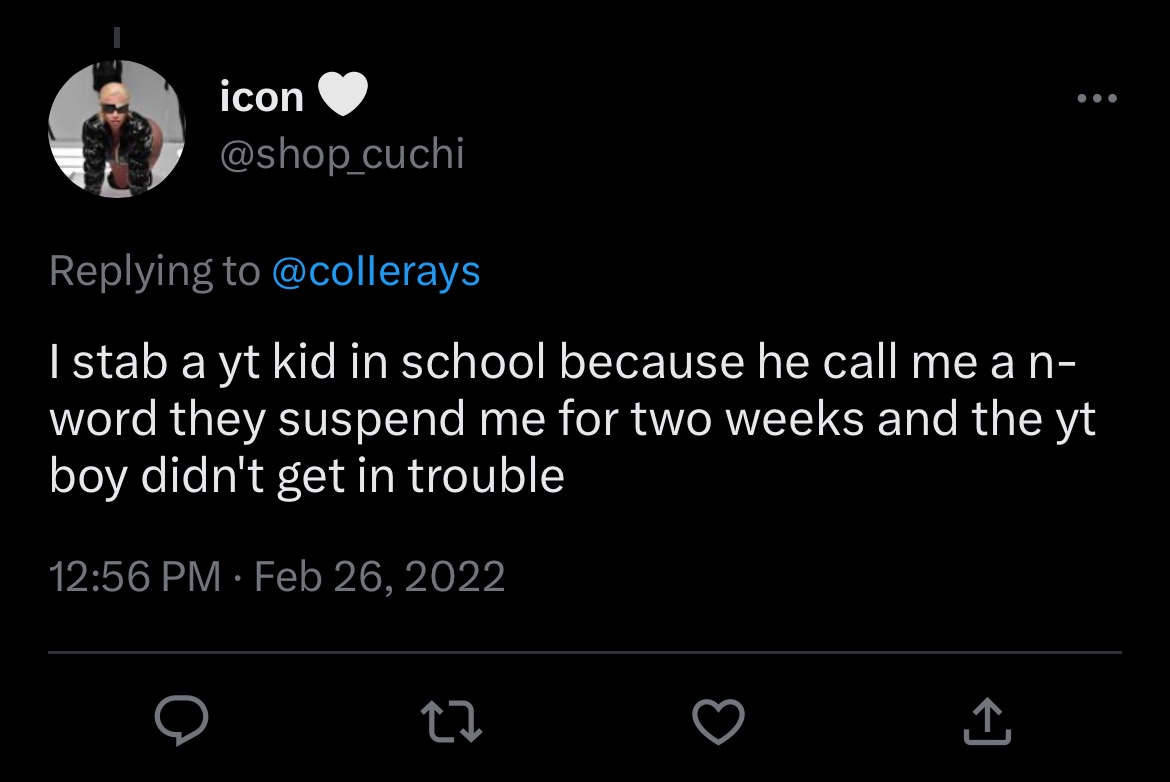 icon 🤍
@shop_cuchi
Replying to @collerays
I stab a yt kid in school because he call me a n-
word they suspend me for two weeks and the yt
boy didn't get in trouble
12:56 PM · Feb 26, 2022